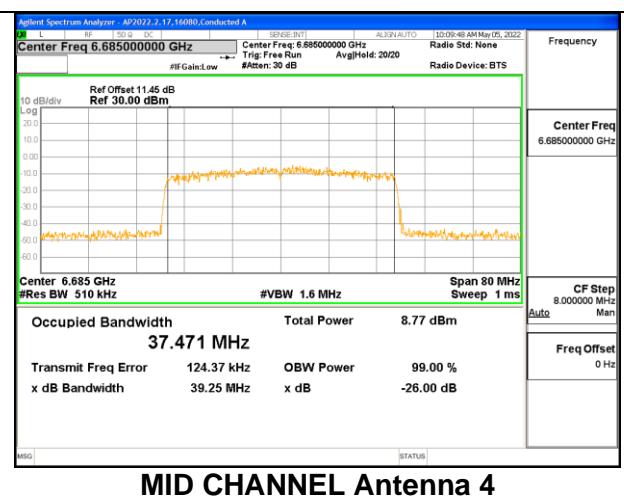 Agilent Spectrum Analyzer - AP2022.2.17,16080,Conducted A
L RF 50 Ω DC SENSE:INT ALIGN AUTO 10:09:48 AM May 05, 2022
Center Freq 6.685000000 GHz
Center Freq: 6.685000000 GHz
Radio Std: None
Trig: Free Run Avg|Hold: 20/20
#IFGain:Low #Atten: 30 dB Radio Device: BTS
Frequency
Ref Offset 11.45 dB
10 dB/div Ref 30.00 dBm
Log
20.0
10.0
0.00
-10.0
-20.0
-30.0
-40.0
-50.0
-60.0
Center Freq
6.685000000 GHz
Center 6.685 GHz Span 80 MHz
#Res BW 510 kHz #VBW 1.6 MHz Sweep 1 ms
CF Step
8.000000 MHz
Auto Man
Occupied Bandwidth Total Power 8.77 dBm
37.471 MHz
Transmit Freq Error 124.37 kHz OBW Power 99.00 %
x dB Bandwidth 39.25 MHz x dB -26.00 dB
Freq Offset
0 Hz
MSG STATUS
MID CHANNEL Antenna 4